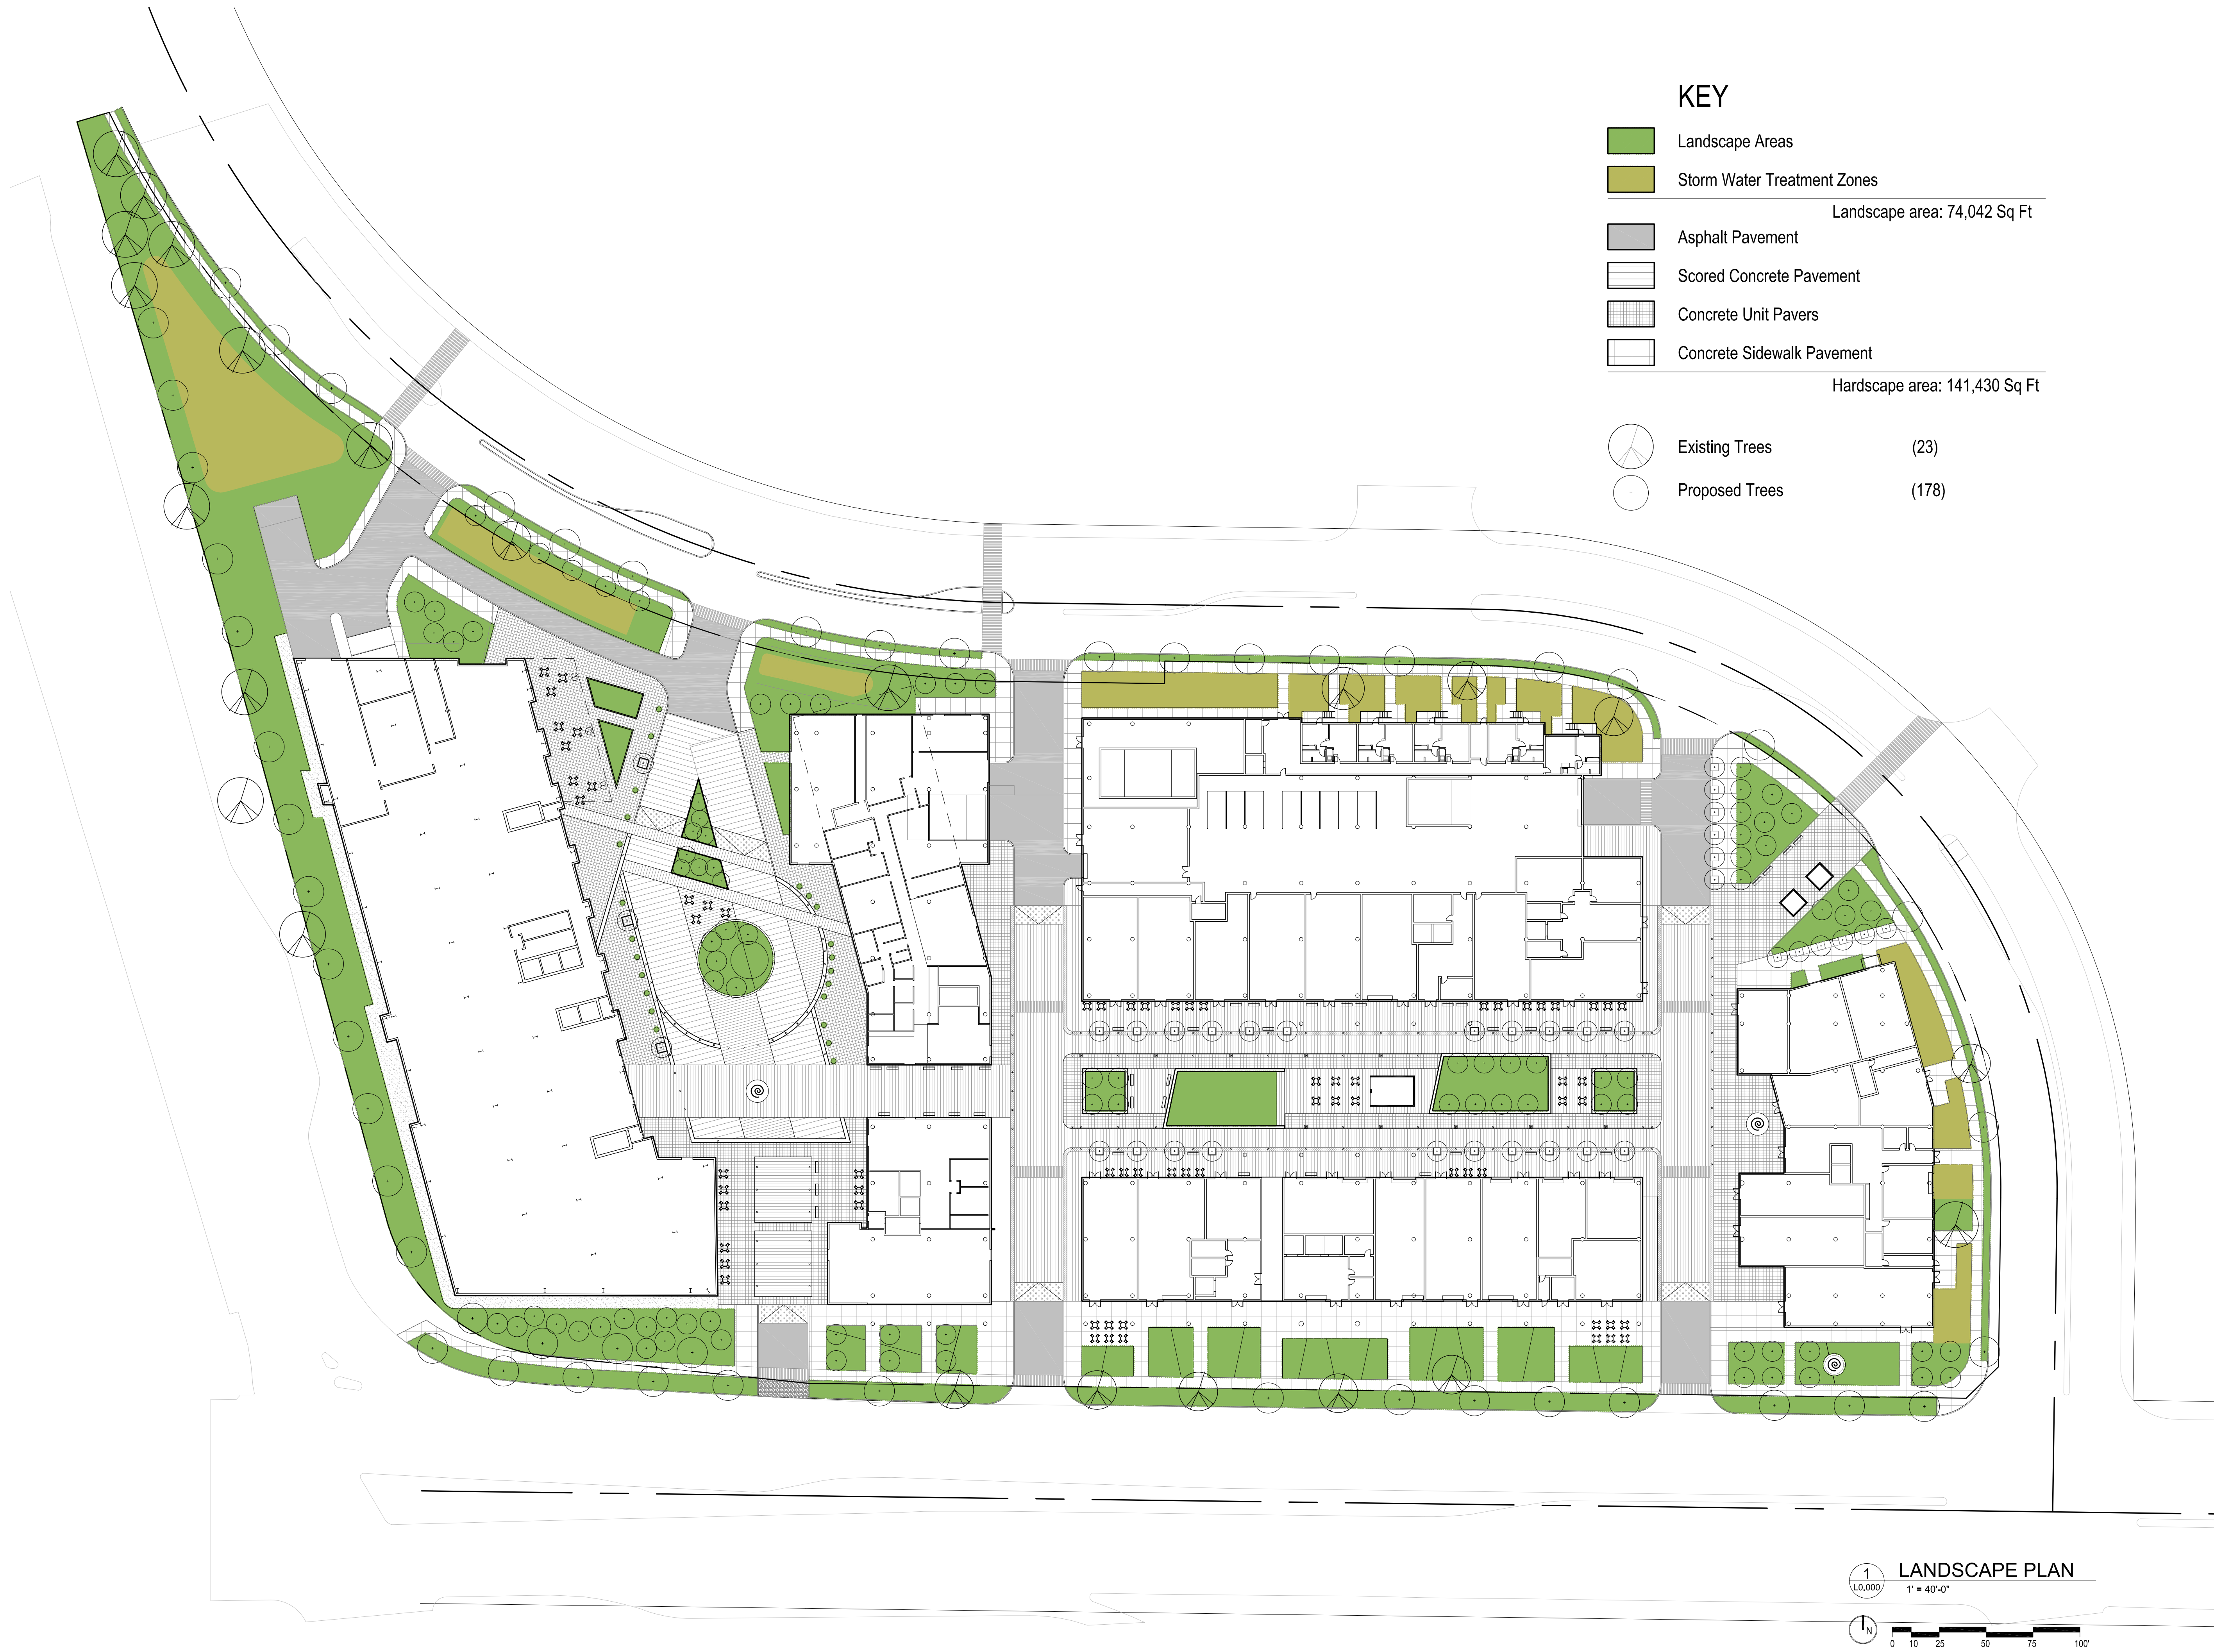 KEY
Landscape Areas
Storm Water Treatment Zones
Landscape area: 74,042 Sq Ft
Asphalt Pavement
Scored Concrete Pavement
Concrete Unit Pavers
Concrete Sidewalk Pavement
Hardscape area: 141,430 Sq Ft
Existing Trees (23)
Proposed Trees (178)
1 LANDSCAPE PLAN
L0.000 1' = 40'-0"
N
0 10 25 50 75 100'